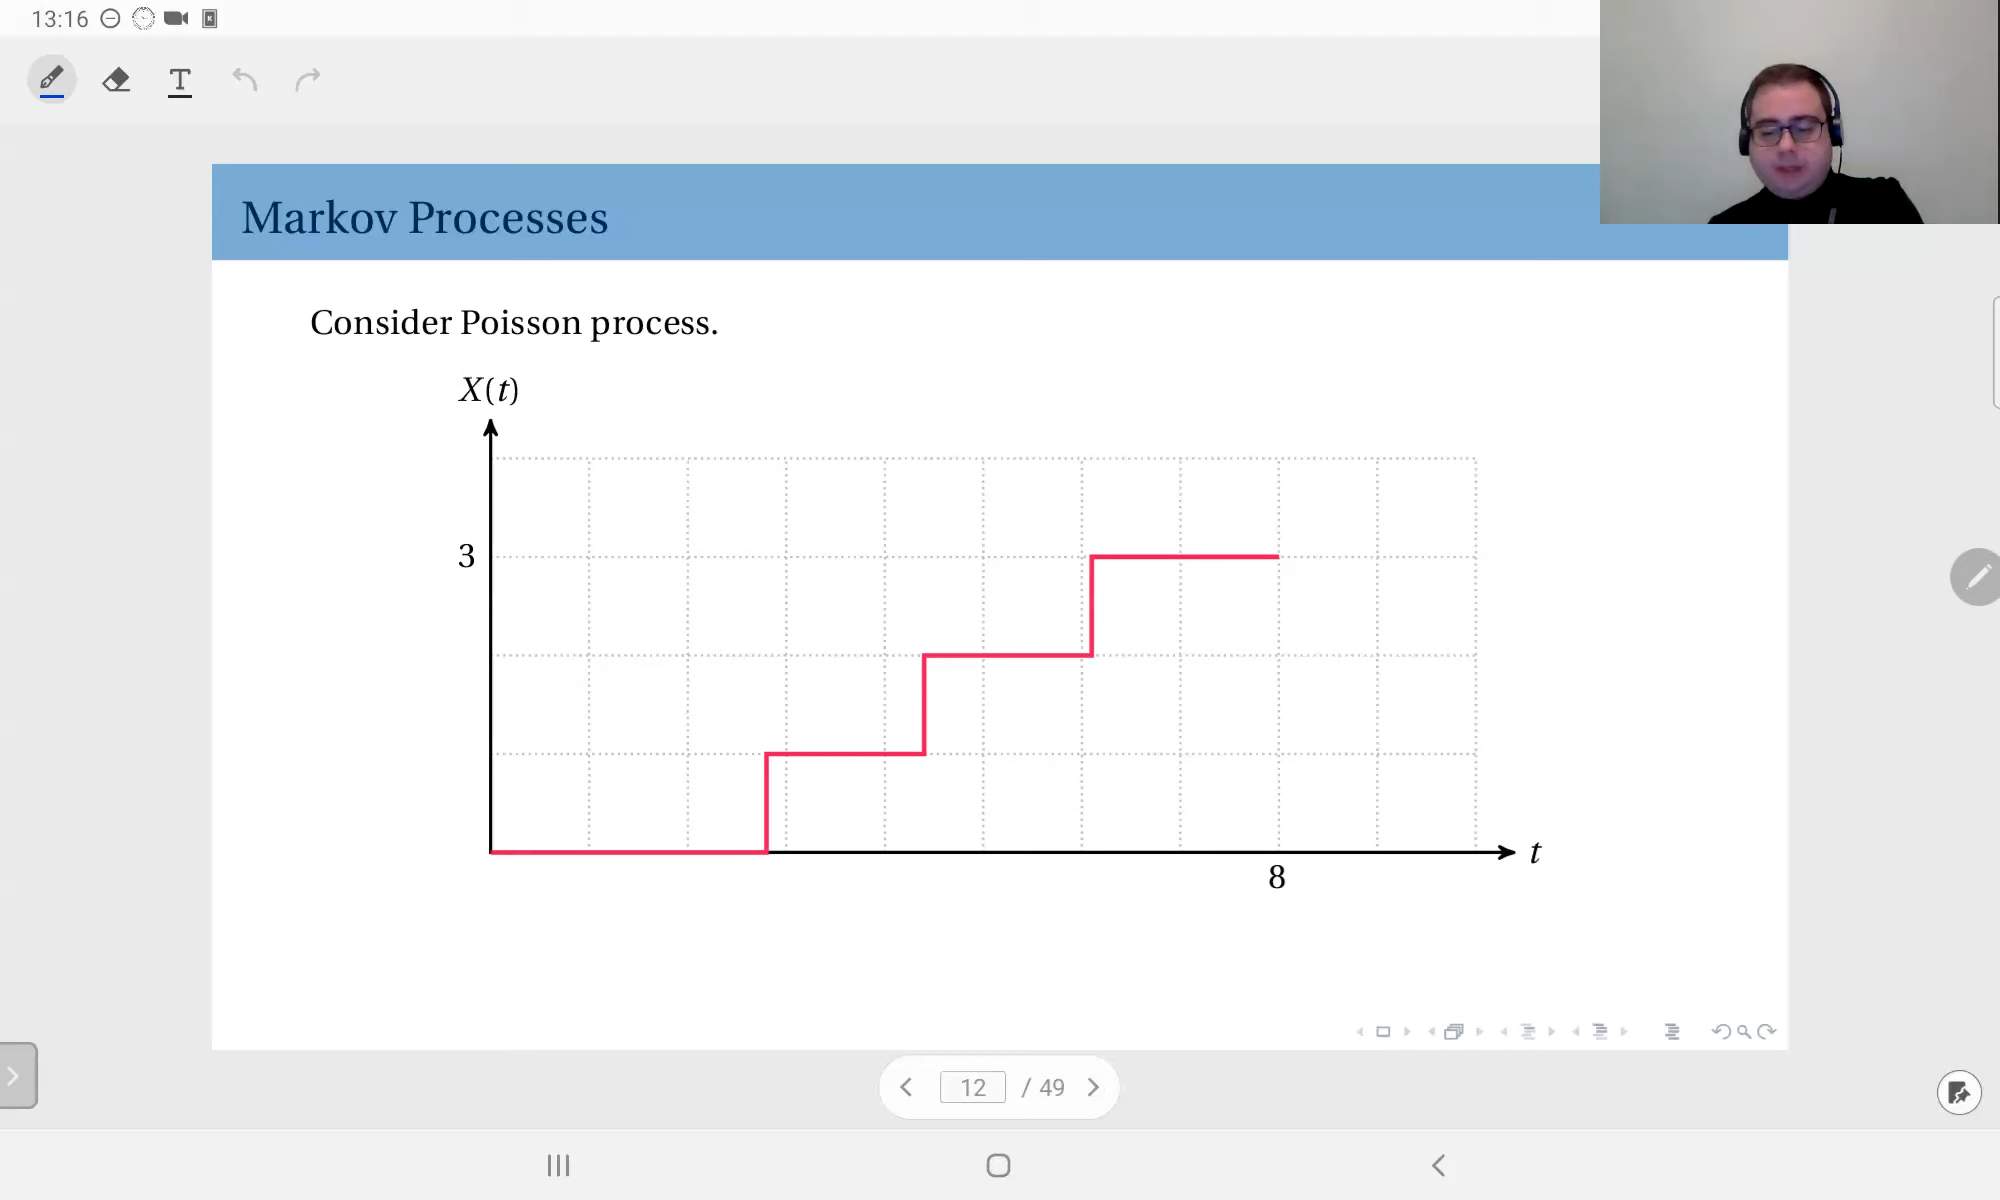 13:16
T
Markov Processes
Consider Poisson process.
X(t)
3
t
8
12 / 49